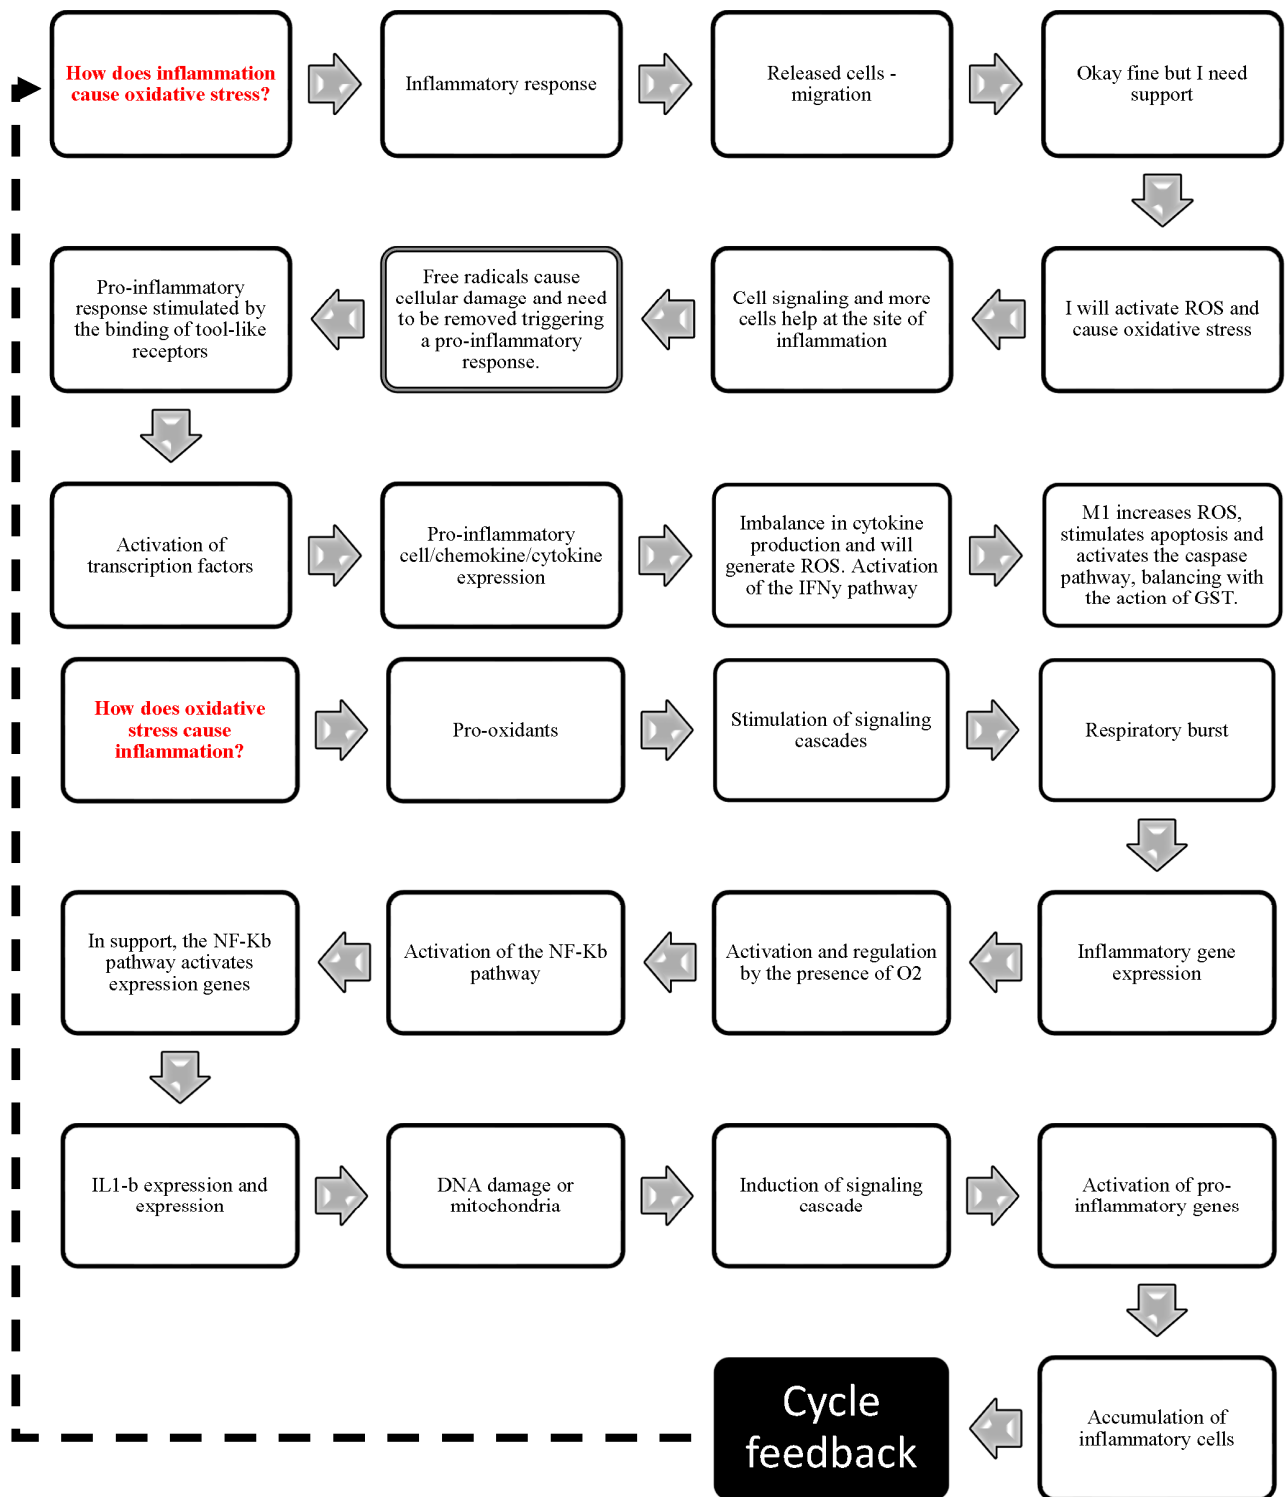 How does inflammation
cause oxidative stress?
Inflammatory response
Released cells -
migration
Okay fine but I need
support
I will activate ROS and
cause oxidative stress
Cell signaling and more
cells help at the site of
inflammation
Free radicals cause
cellular damage and need
to be removed triggering
a pro-inflammatory
response.
Pro-inflammatory
response stimulated by
the binding of tool-like
receptors
Activation of
transcription factors
Pro-inflammatory
cell/chemokine/cytokine
expression
Imbalance in cytokine
production and will
generate ROS. Activation
of the IFNy pathway
M1 increases ROS,
stimulates apoptosis and
activates the caspase
pathway, balancing with
the action of GST.
How does oxidative
stress cause
inflammation?
Pro-oxidants
Stimulation of signaling
cascades
Respiratory burst
Inflammatory gene
expression
Activation and regulation
by the presence of O2
Activation of the NF-Kb
pathway
In support, the NF-Kb
pathway activates
expression genes
IL1-b expression and
expression
DNA damage or
mitochondria
Induction of signaling
cascade
Activation of pro-
inflammatory genes
Accumulation of
inflammatory cells
Cycle
feedback